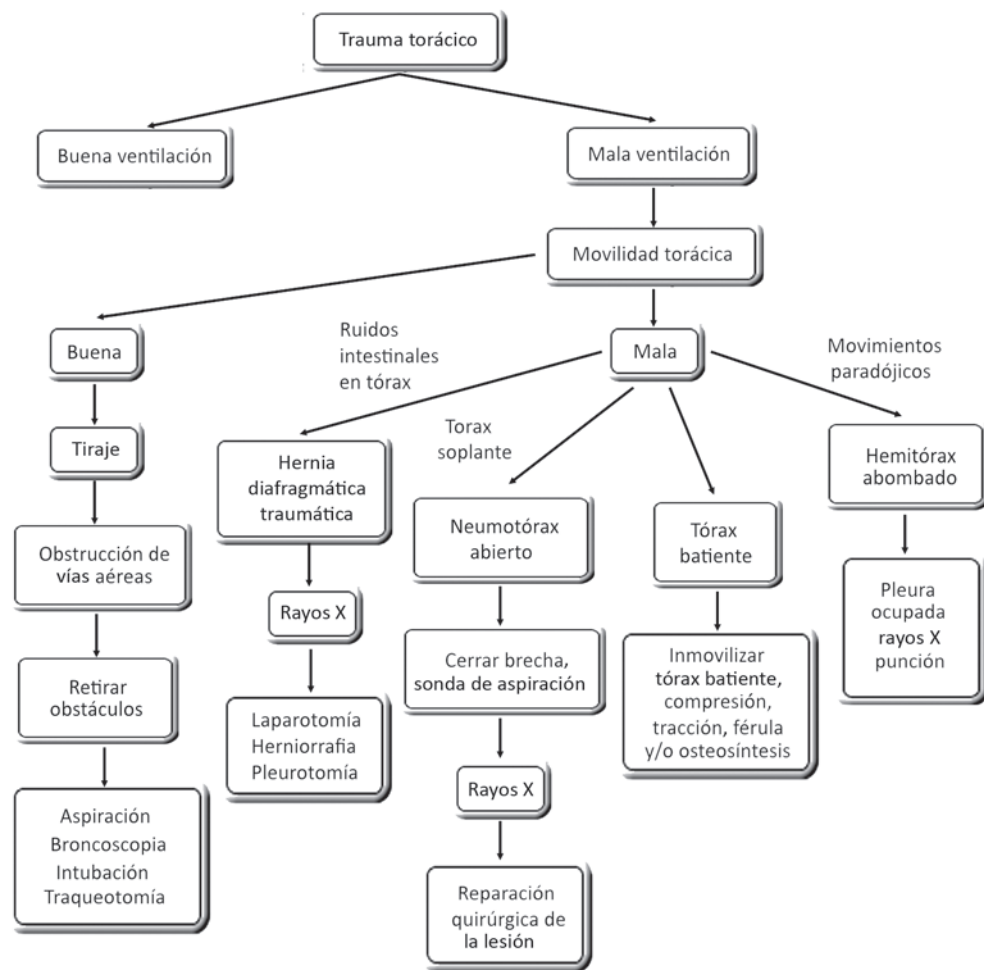 Trauma torácico
Buena ventilación
Mala ventilación
Movilidad torácica
Buena
Ruidos
intestinales
en tórax
Mala
Movimientos
paradójicos
Tiraje
Hernia
diafragmática
traumática
Torax
soplante
Hemitórax
abombado
Obstrucción de
vías aéreas
Neumotórax
abierto
Tórax
batiente
Rayos X
Pleura
ocupada
rayos X
punción
Retirar
obstáculos
Cerrar brecha,
sonda de aspiración
Inmovilizar
tórax batiente,
compresión,
tracción, férula
y/o osteosíntesis
Laparotomía
Herniorrafia
Pleurotomía
Rayos X
Aspiración
Broncoscopia
Intubación
Traqueotomía
Reparación
quirúrgica de
la lesión